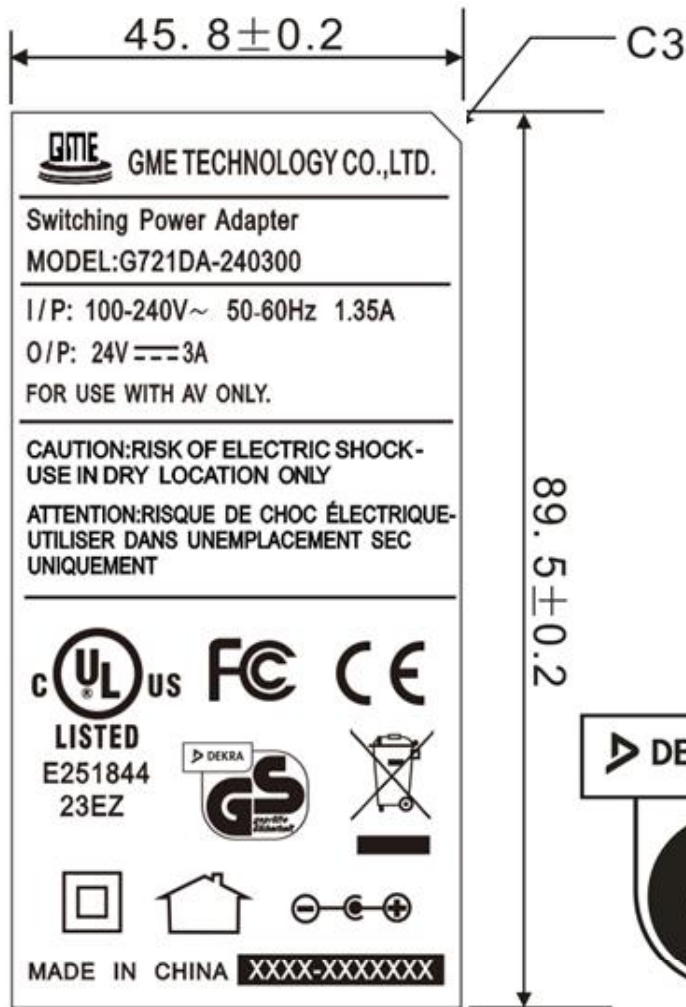 45.8±0.2
C3
GME
GME TECHNOLOGY CO.,LTD.
Switching Power Adapter
MODEL:G721DA-240300
I/P: 100-240V～ 50-60Hz 1.35A
O/P: 24V⎓3A
FOR USE WITH AV ONLY.
CAUTION:RISK OF ELECTRIC SHOCK-
USE IN DRY LOCATION ONLY
ATTENTION:RISQUE DE CHOC ÉLECTRIQUE-
UTILISER DANS UNEMPLACEMENT SEC
UNIQUEMENT
89.5±0.2
C UL ® US
FC CE
LISTED
E251844
23EZ
DEKRA
GS
geprüfte
Sicherheit
DE
MADE IN CHINA XXXX-XXXXXXX